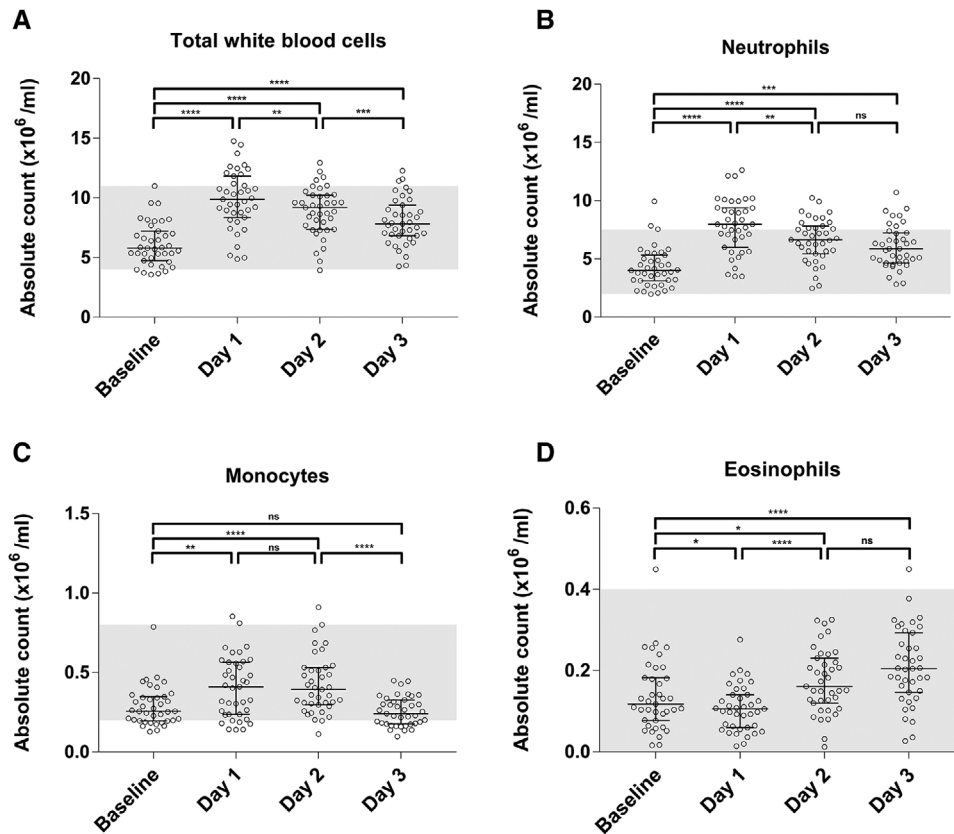 A
Total white blood cells
Absolute count (x10⁶ /ml)
20
15
10
5
0
****
****
**** ** ***
Baseline Day 1 Day 2 Day 3
B
Neutrophils
Absolute count (x10⁶ /ml)
20
15
10
5
0
***
****
**** ** ns
Baseline Day 1 Day 2 Day 3
C
Monocytes
Absolute count (x10⁶ /ml)
1.5
1.0
0.5
0.0
ns
****
** ns ****
Baseline Day 1 Day 2 Day 3
D
Eosinophils
Absolute count (x10⁶ /ml)
0.6
0.4
0.2
0.0
****
*
* **** ns
Baseline Day 1 Day 2 Day 3